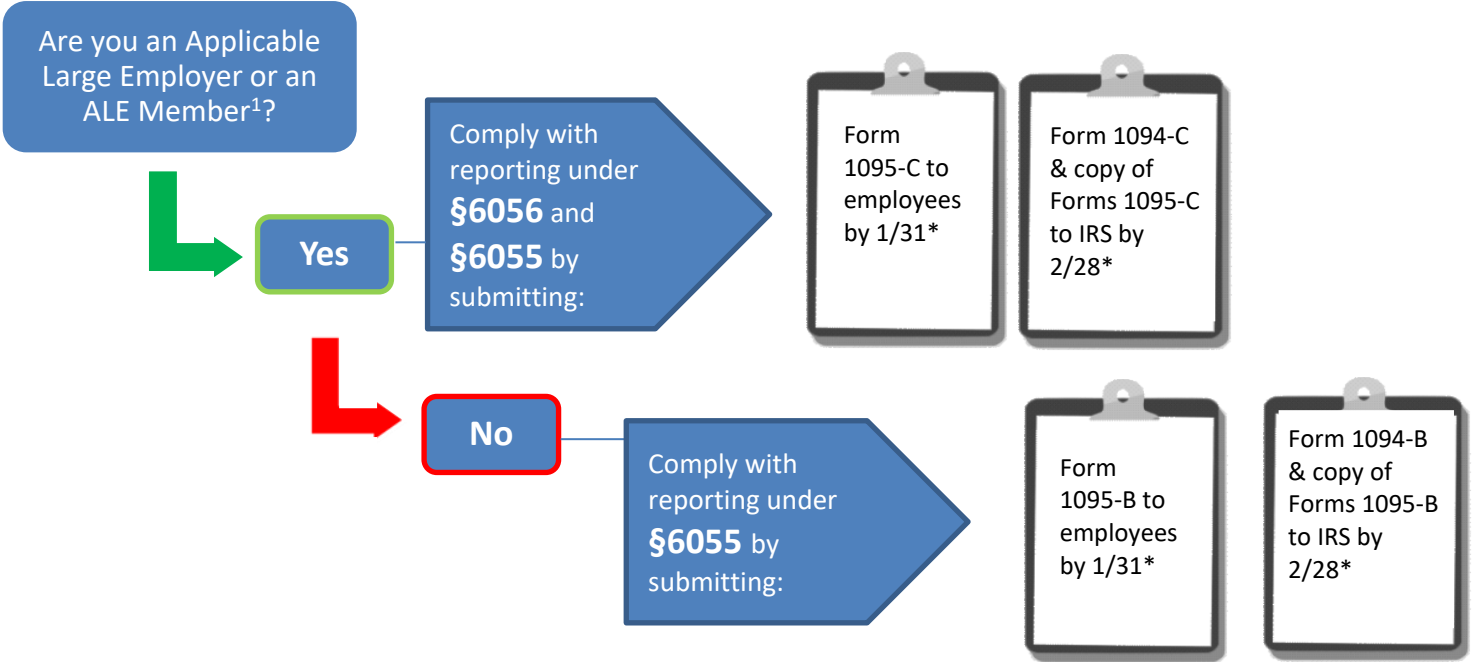 Are you an Applicable
Large Employer or an
ALE Member¹?
Yes
Comply with
reporting under
§6056 and
§6055 by
submitting:
Form
1095-C to
employees
by 1/31*
Form 1094-C
& copy of
Forms 1095-C
to IRS by
2/28*
No
Comply with
reporting under
§6055 by
submitting:
Form
1095-B to
employees
by 1/31*
Form 1094-B
& copy of
Forms 1095-B
to IRS by
2/28*